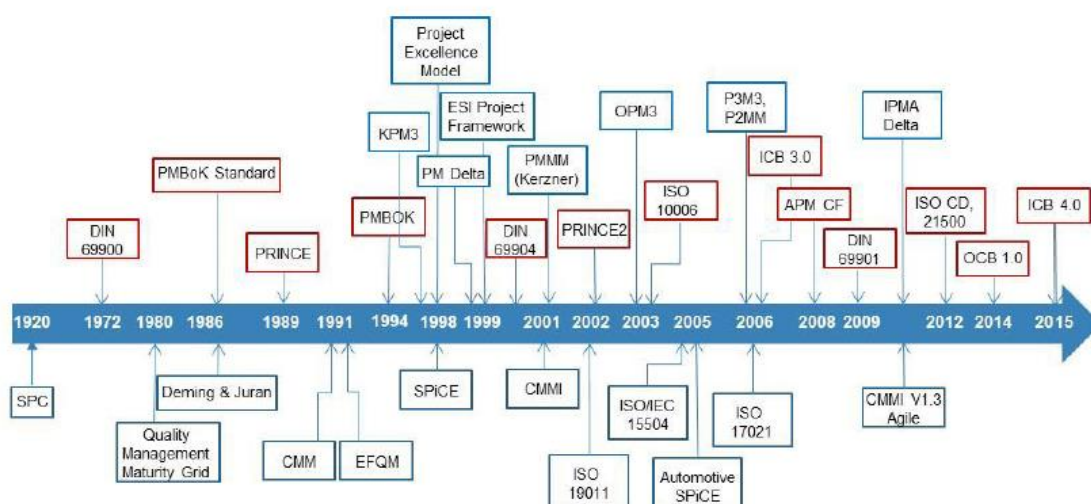 Project
Excellence
Model
ESI Project
Framework
KPM3
PM Delta
OPM3
P3M3,
P2MM
IPMA
Delta
PMBoK Standard
PMMM
(Kerzner)
ICB 3.0
ISO
10006
DIN
69900
PRINCE
PMBOK
DIN
69904
PRINCE2
APM CF
DIN
69901
ISO CD,
21500
OCB 1.0
ICB 4.0
1920 1972 1980 1986 1989 1991 1994 1998 1999 2001 2002 2003 2005 2006 2008 2009 2012 2014 2015
SPC
Deming & Juran
Quality
Management
Maturity Grid
CMM
EFQM
SPiCE
CMMI
ISO
19011
ISO/IEC
15504
Automotive
SPiCE
ISO
17021
CMMI V1.3
Agile